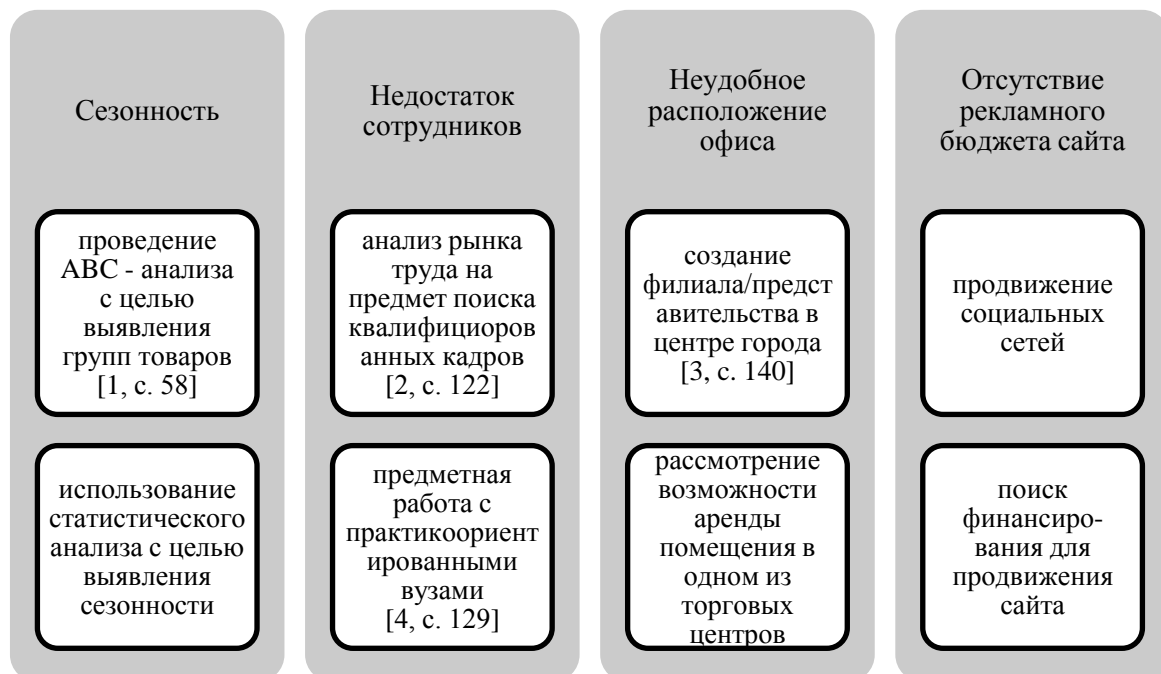 Сезонность
проведение
АВС - анализа
с целью
выявления
групп товаров
[1, с. 58]
использование
статистического
анализа с целью
выявления
сезонности
Недостаток
сотрудников
анализ рынка
труда на
предмет поиска
квалифициоров
анных кадров
[2, с. 122]
предметная
работа с
практикоориент
ированными
вузами
[4, с. 129]
Неудобное
расположение
офиса
создание
филиала/предст
авительства в
центре города
[3, с. 140]
рассмотрение
возможности
аренды
помещения в
одном из
торговых
центров
Отсутствие
рекламного
бюджета сайта
продвижение
социальных
сетей
поиск
финансиро-
вания для
продвижения
сайта